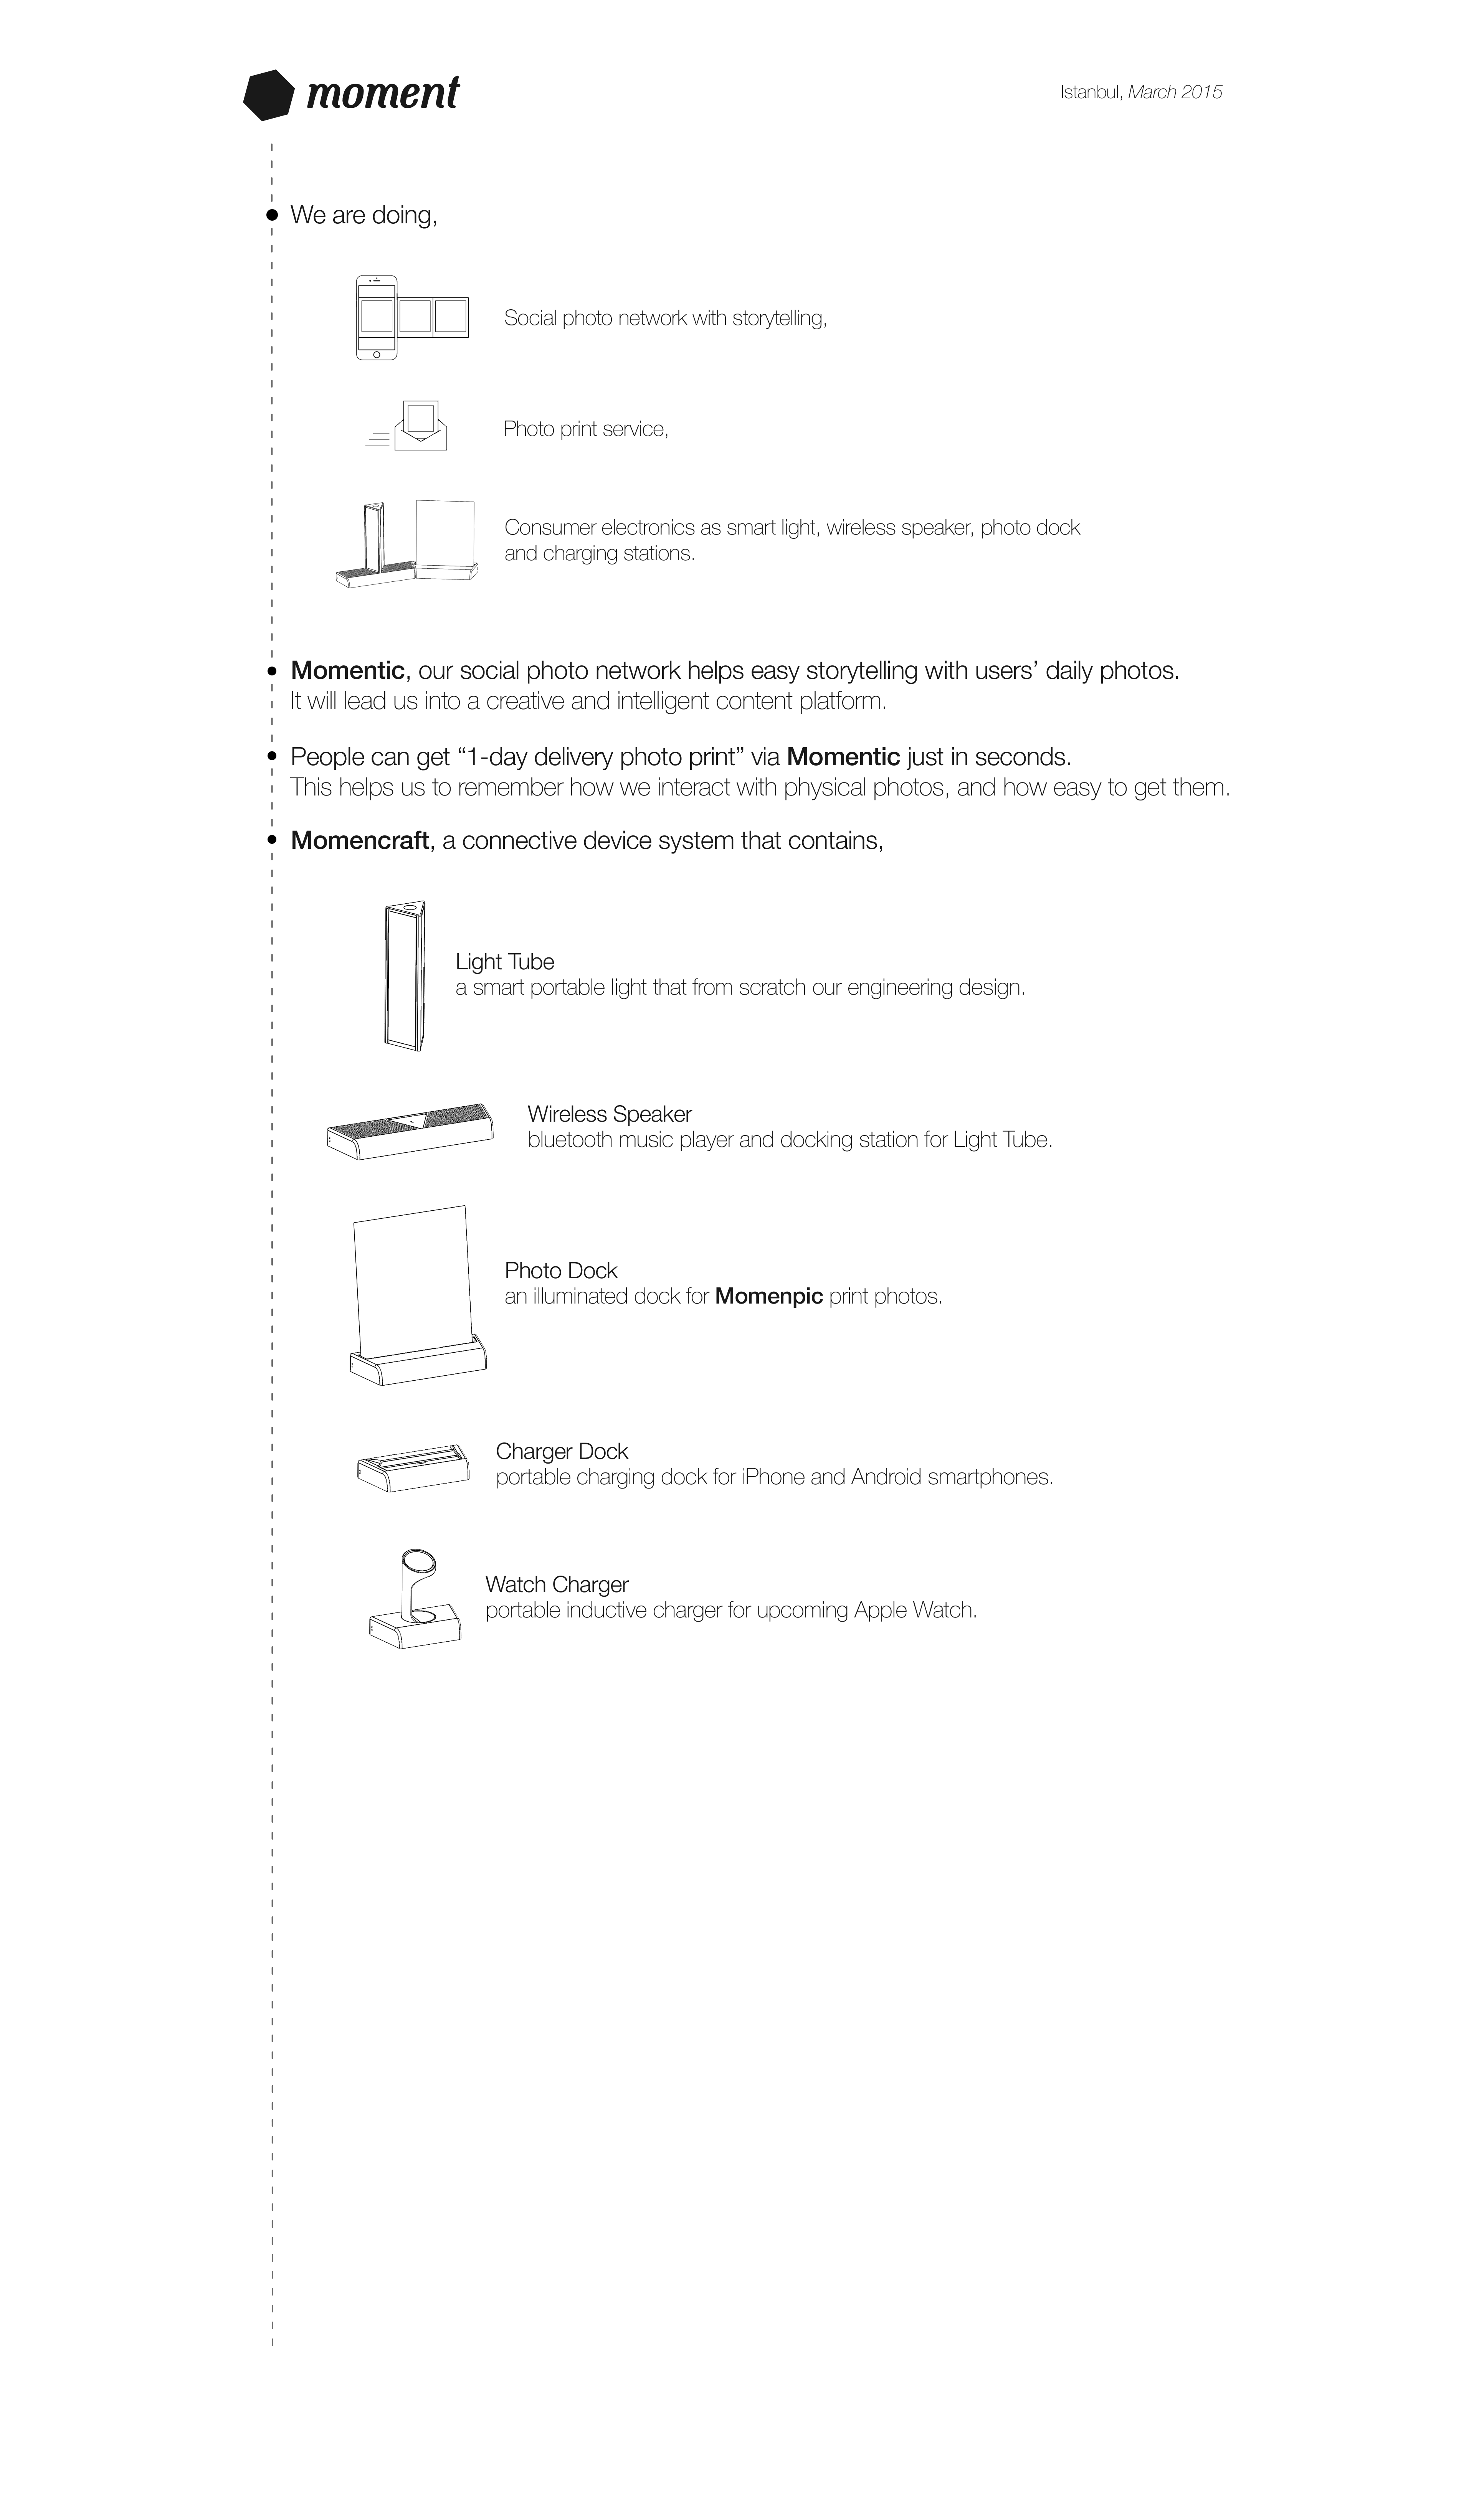 moment
Istanbul, March 2015
We are doing,
Social photo network with storytelling,
Photo print service,
Consumer electronics as smart light, wireless speaker, photo dock
and charging stations.
Momentic, our social photo network helps easy storytelling with users’ daily photos.
It will lead us into a creative and intelligent content platform.
People can get “1-day delivery photo print” via Momentic just in seconds.
This helps us to remember how we interact with physical photos, and how easy to get them.
Momencraft, a connective device system that contains,
Light Tube
a smart portable light that from scratch our engineering design.
Wireless Speaker
bluetooth music player and docking station for Light Tube.
Photo Dock
an illuminated dock for Momenpic print photos.
Charger Dock
portable charging dock for iPhone and Android smartphones.
Watch Charger
portable inductive charger for upcoming Apple Watch.